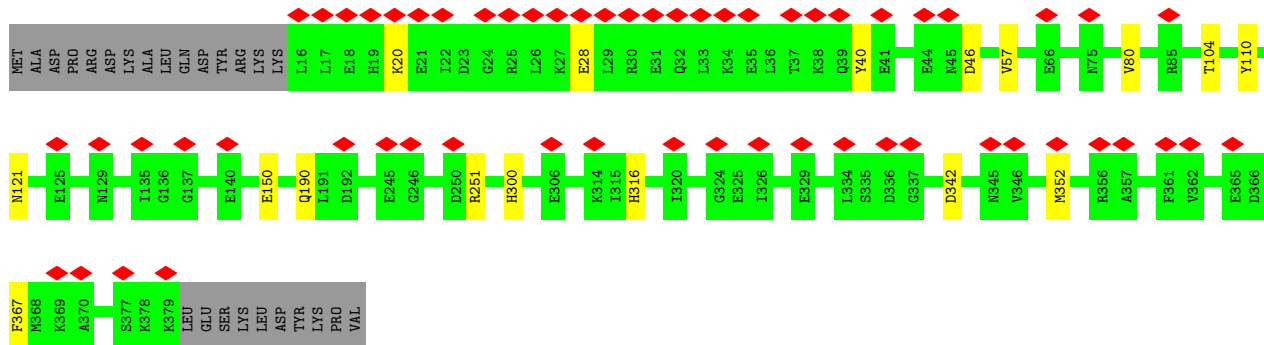 MET ALA ASP PRO ARG ASP LYS ALA LEU GLN ASP TYR ARG LYS LYS L16 L17 E18 H19 K20 E21 I22 D23 G24 R25 L26 K27 E28 L29 R30 E31 Q32 L33 K34 E35 L36 T37 K38 Q39 Y40 E41 E44 N45 D46 V57 E66 N75 V80 R85 T104 Y110
N121 E125 N129 I135 G136 G137 E140 E150 Q190 L191 D192 E245 G246 D250 R251 H300 E306 K314 I315 H316 I320 G324 E325 I326 E329 L334 S335 D336 G337 D342 N345 V346 M352 R356 A357 F361 V362 E365 D366
F367 M368 K369 A370 S377 K378 K379 LEU GLU SER LYS LEU ASP TYR LYS PRO VAL